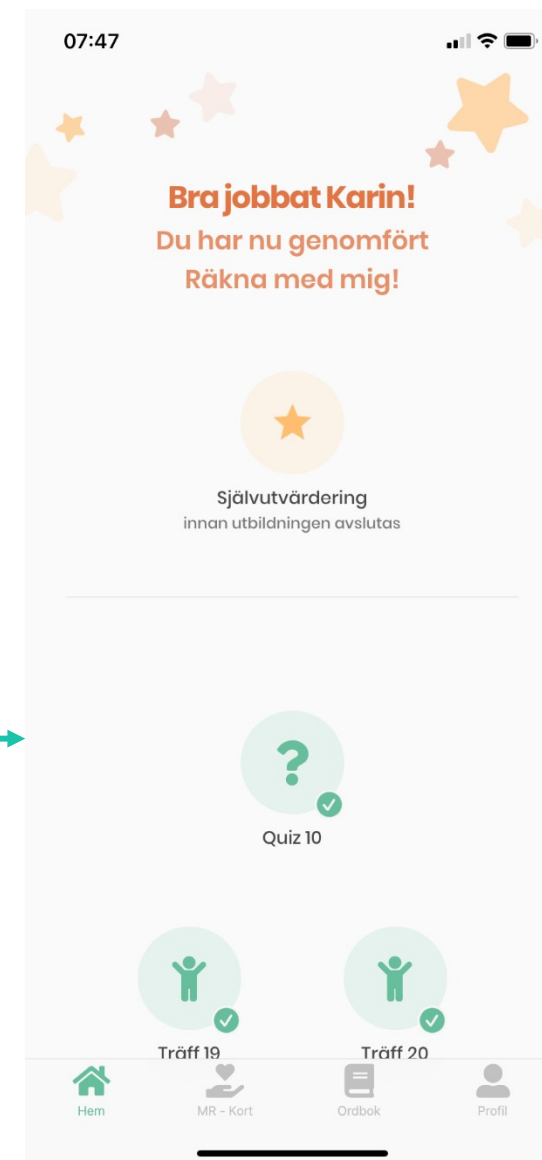 07:47
Bra jobbat Karin!
Du har nu genomfört
Räkna med mig!
Självutvärdering
innan utbildningen avslutas
?
Quiz 10
Träff 19
Träff 20
Hem
MR - Kort
Ordbok
Profil